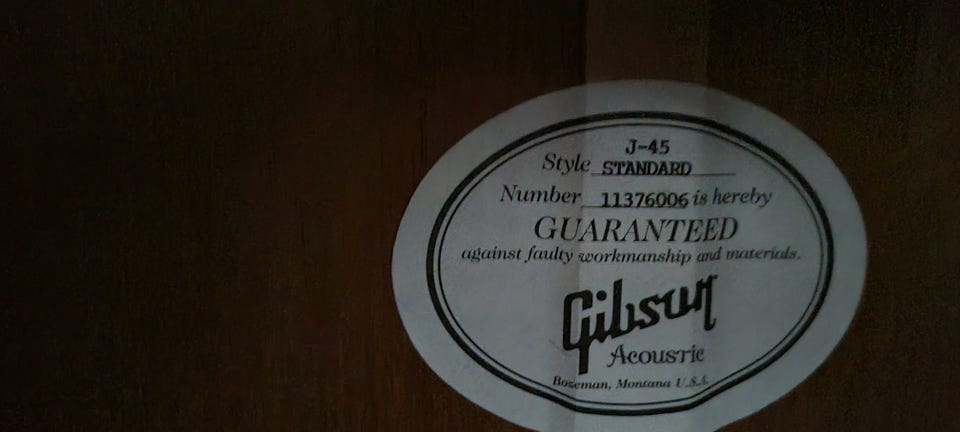 J-45
Style STANDARD
Number 11376006 is hereby
GUARANTEED
against faulty workmanship and materials.
Gibson
Acoustic
Bozeman, Montana U.S.A.